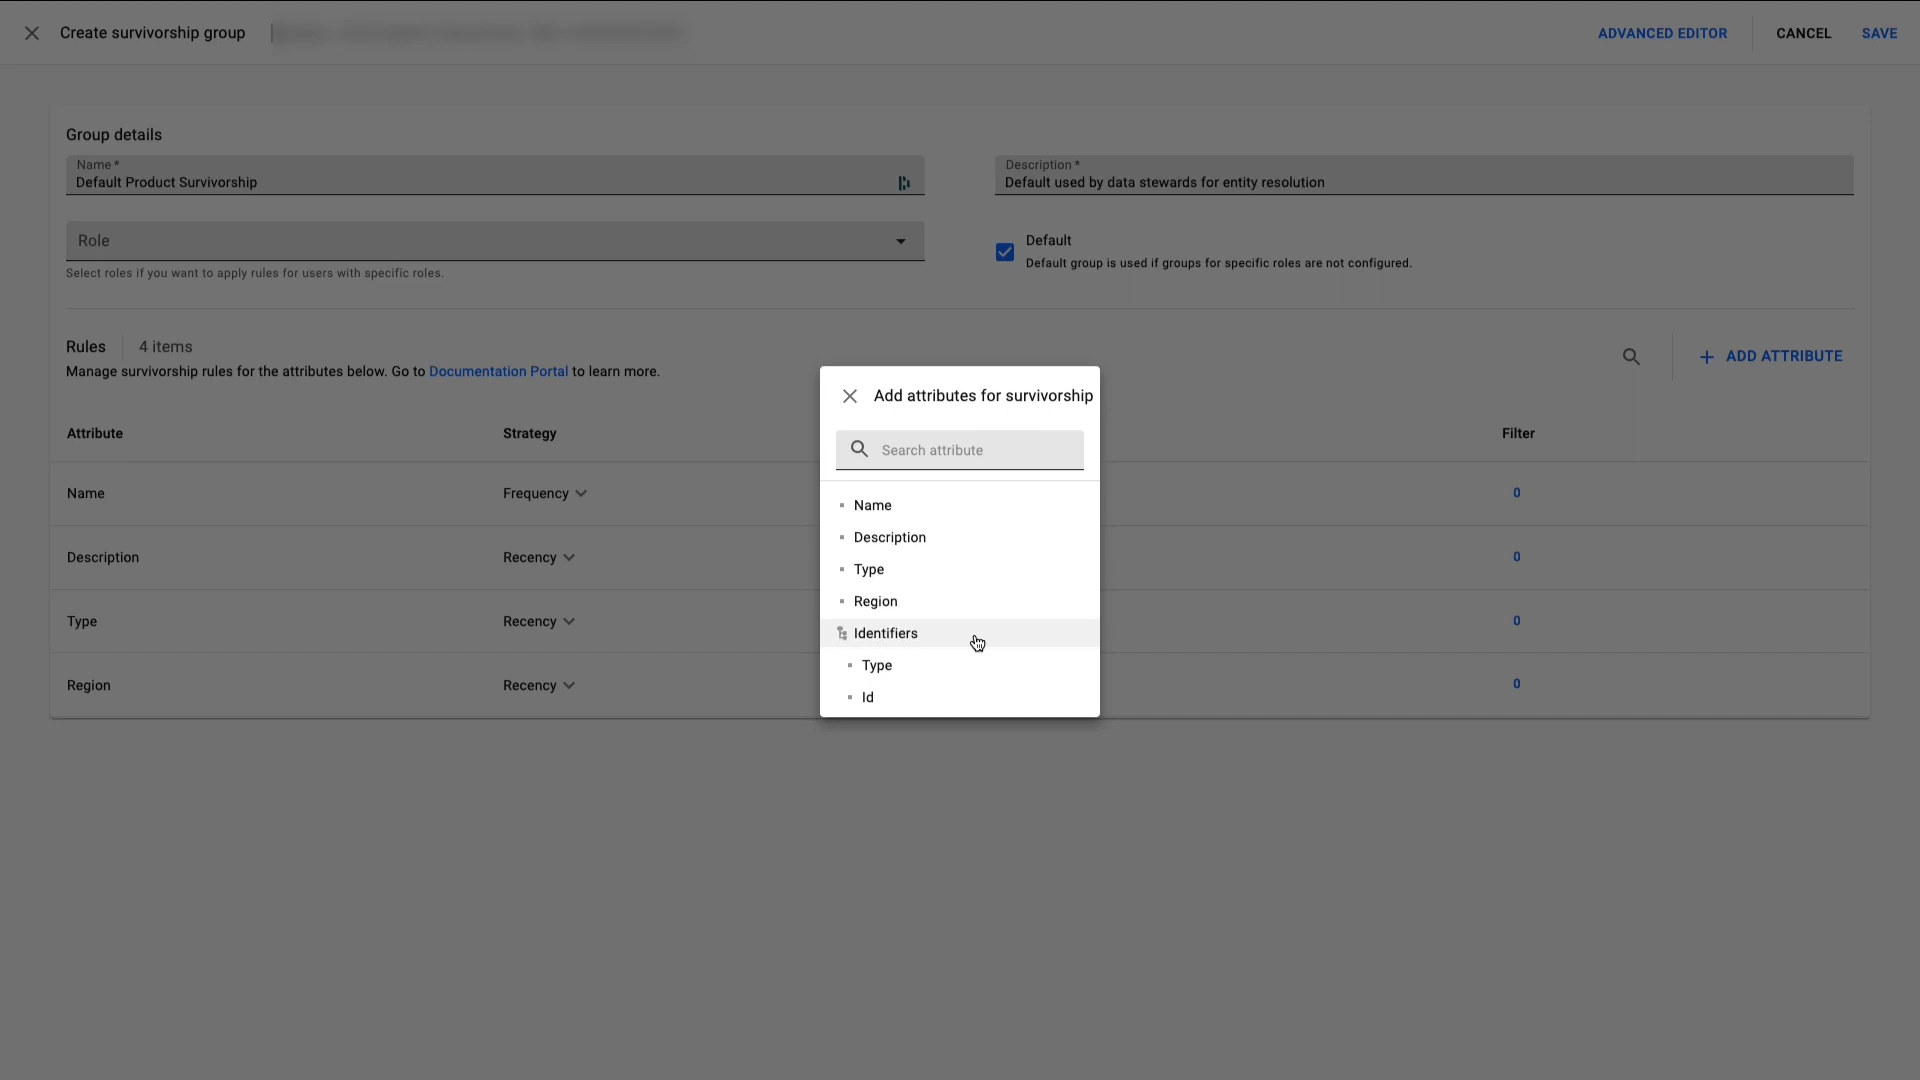 Create survivorship group
ADVANCED EDITOR
CANCEL
SAVE
Group details
Name *
Default Product Survivorship
Description *
Default used by data stewards for entity resolution
Role
Select roles if you want to apply rules for users with specific roles.
Default
Default group is used if groups for specific roles are not configured.
Rules
4 items
Manage survivorship rules for the attributes below. Go to Documentation Portal to learn more.
ADD ATTRIBUTE
Attribute
Strategy
Filter
Name
Frequency
0
Description
Recency
0
Type
Recency
0
Region
Recency
0
Add attributes for survivorship
Search attribute
Name
Description
Type
Region
Identifiers
Type
Id